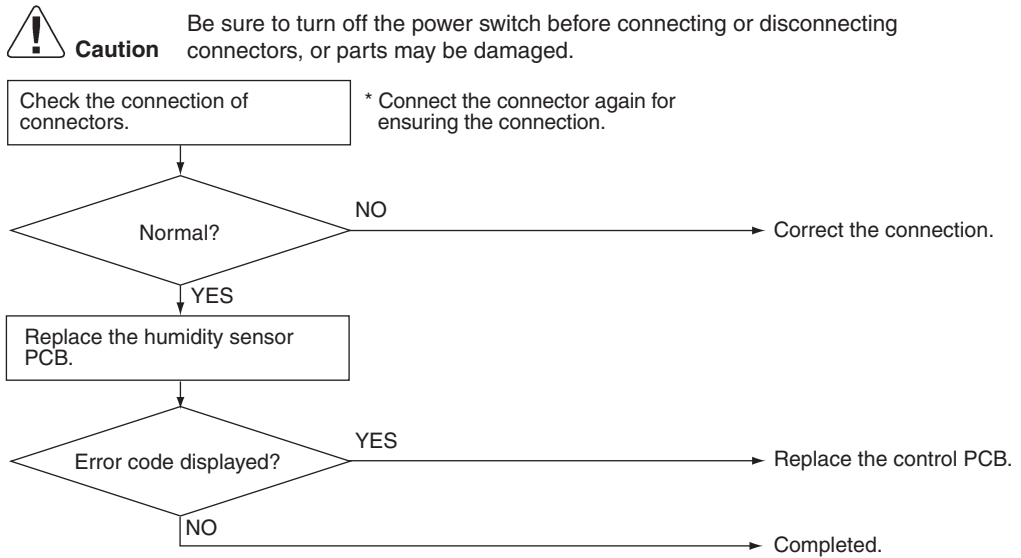 Be sure to turn off the power switch before connecting or disconnecting
Caution connectors, or parts may be damaged.
Check the connection of
connectors.
* Connect the connector again for
ensuring the connection.
Normal?
NO
Correct the connection.
YES
Replace the humidity sensor
PCB.
Error code displayed?
YES
Replace the control PCB.
NO
Completed.